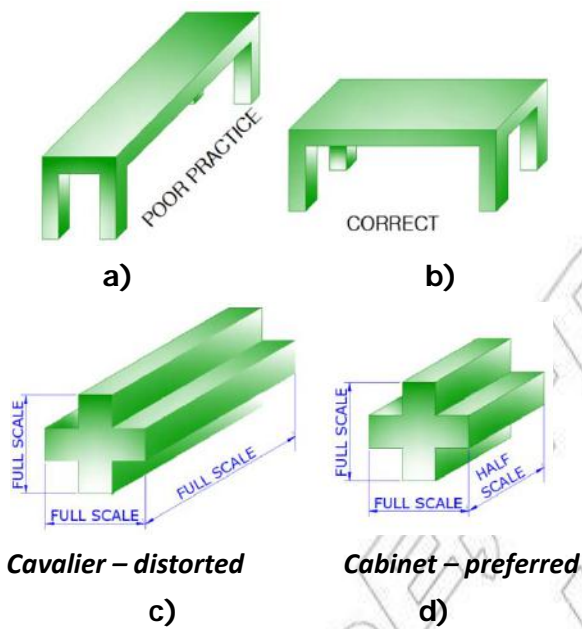 POOR PRACTICE
CORRECT
a)
b)
FULL SCALE
FULL SCALE
FULL SCALE
FULL SCALE
FULL SCALE
HALF
SCALE
Cavalier – distorted
Cabinet – preferred
c)
d)